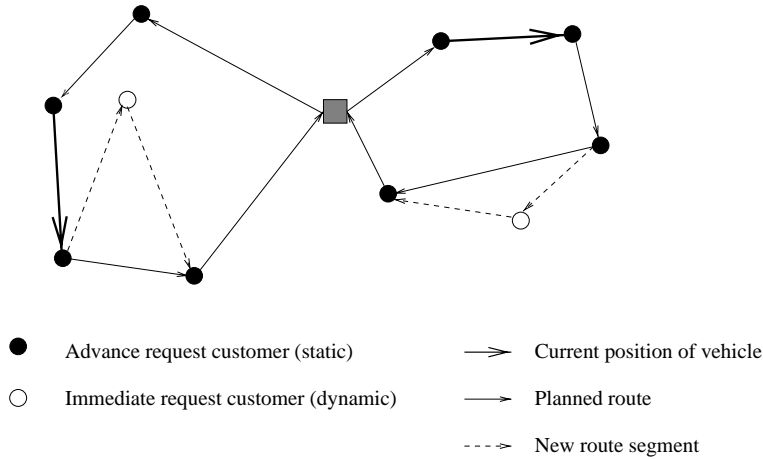 Advance request customer (static)
Current position of vehicle
Immediate request customer (dynamic)
Planned route
New route segment